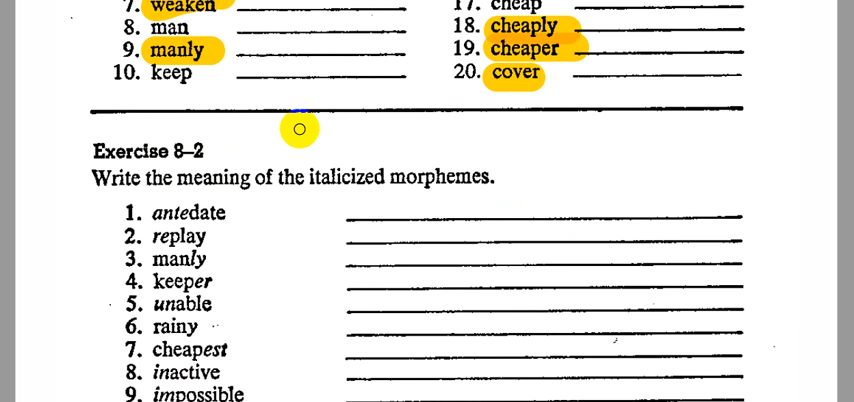 7. weaken
8. man
9. manly
10. keep
17. cheap
18. cheaply
19. cheaper
20. cover
Exercise 8–2
Write the meaning of the italicized morphemes.
1. antedate
2. replay
3. manly
4. keeper
5. unable
6. rainy
7. cheapest
8. inactive
9. impossible